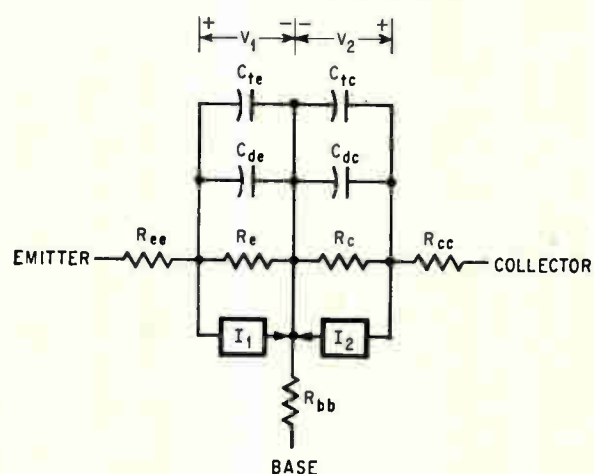 + − − +
V1 V2
Cte Ctc
Cde Cdc
Ree Re Rc Rcc
EMITTER COLLECTOR
I1 I2
Rbb
BASE